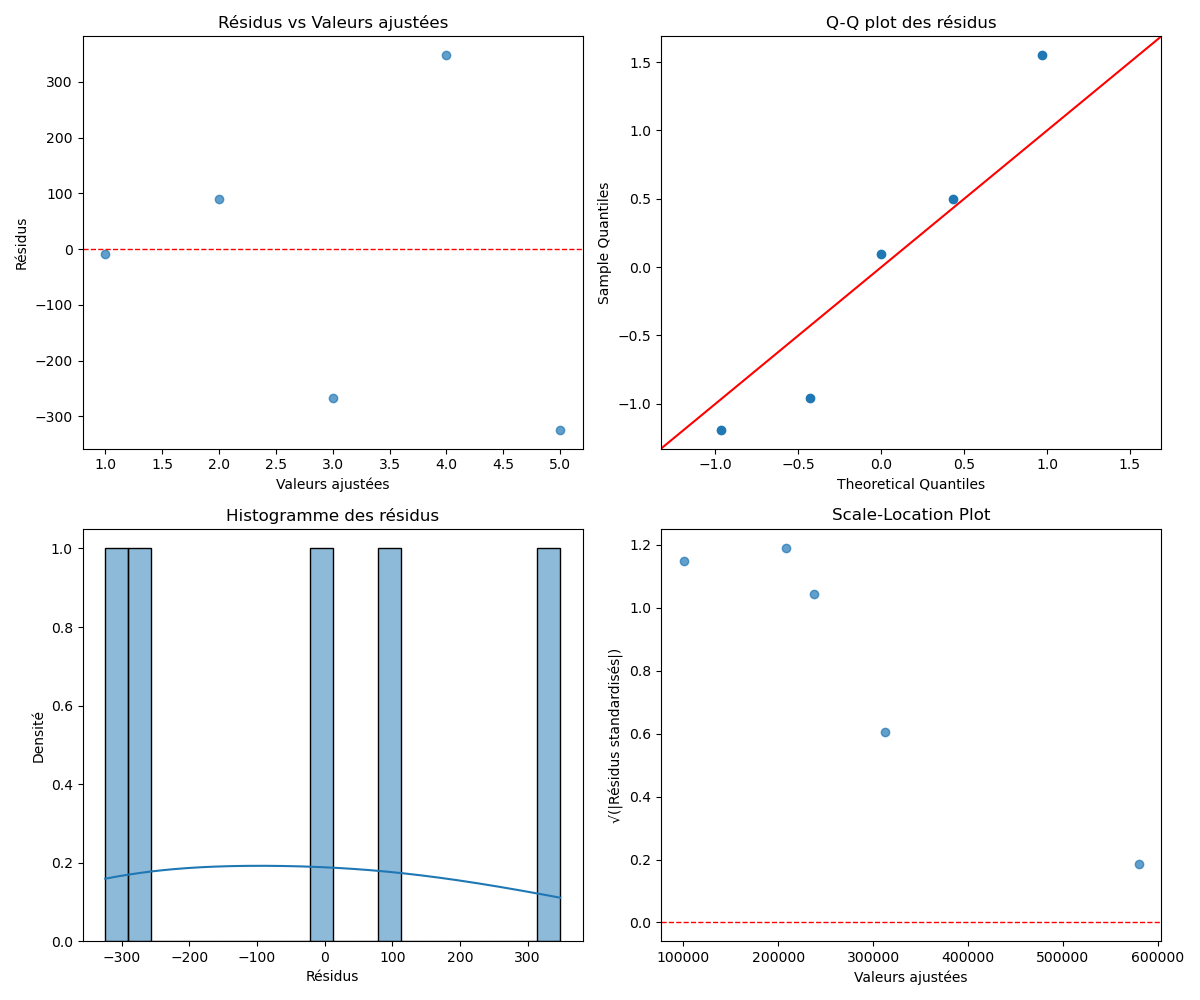 Résidus vs Valeurs ajustées
300
200
100
0
−100
−200
−300
Résidus
1.0 1.5 2.0 2.5 3.0 3.5 4.0 4.5 5.0
Valeurs ajustées
Q-Q plot des résidus
1.5
1.0
0.5
0.0
−0.5
−1.0
Sample Quantiles
−1.0 −0.5 0.0 0.5 1.0 1.5
Theoretical Quantiles
Histogramme des résidus
1.0
0.8
0.6
0.4
0.2
0.0
Densité
−300 −200 −100 0 100 200 300
Résidus
Scale-Location Plot
1.2
1.0
0.8
0.6
0.4
0.2
0.0
√(|Résidus standardisés|)
100000 200000 300000 400000 500000 600000
Valeurs ajustées